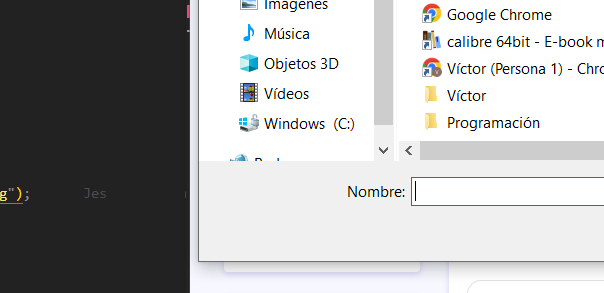 Imágenes
Música
Objetos 3D
Vídeos
Windows (C:)
Google Chrome
calibre 64bit - E-book m
Víctor (Persona 1) - Chro
Víctor
Programación
g");
Jes
Nombre: